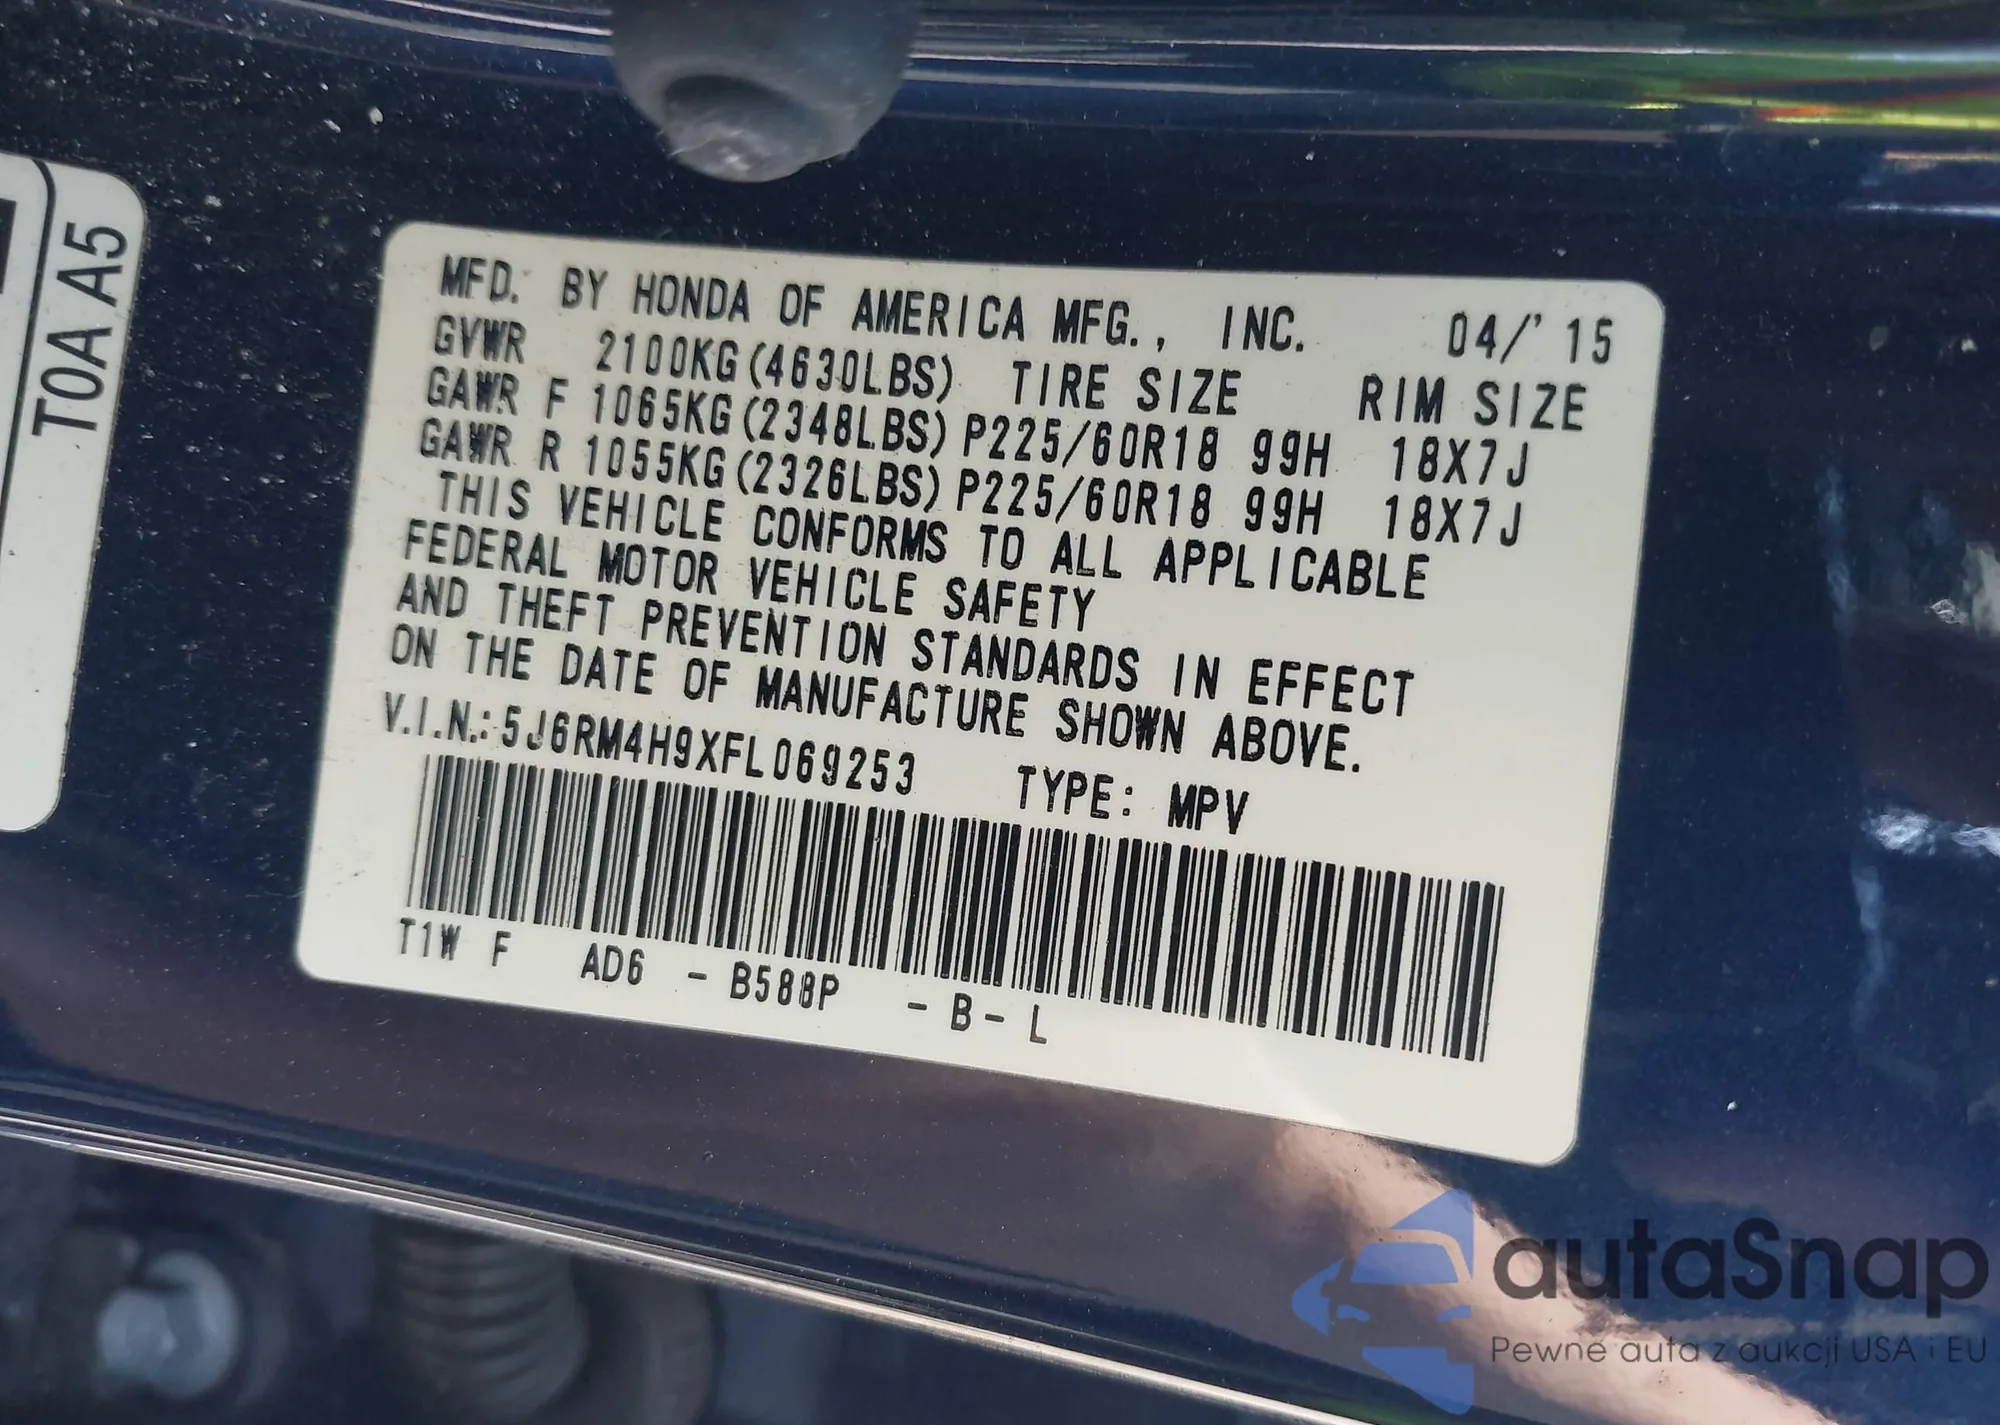 T0A A5
MFD. BY HONDA OF AMERICA MFG., INC. 04/'15
GVWR 2100KG(4630LBS) TIRE SIZE RIM SIZE
GAWR F 1065KG(2348LBS) P225/60R18 99H 18X7J
GAWR R 1055KG(2326LBS) P225/60R18 99H 18X7J
THIS VEHICLE CONFORMS TO ALL APPLICABLE
FEDERAL MOTOR VEHICLE SAFETY
AND THEFT PREVENTION STANDARDS IN EFFECT
ON THE DATE OF MANUFACTURE SHOWN ABOVE.
V.I.N.: 5J6RM4H9XFL069253 TYPE: MPV
T1W F AD6 - B588P - B - L
autaSnap
Pewne auta z aukcji USA i EU